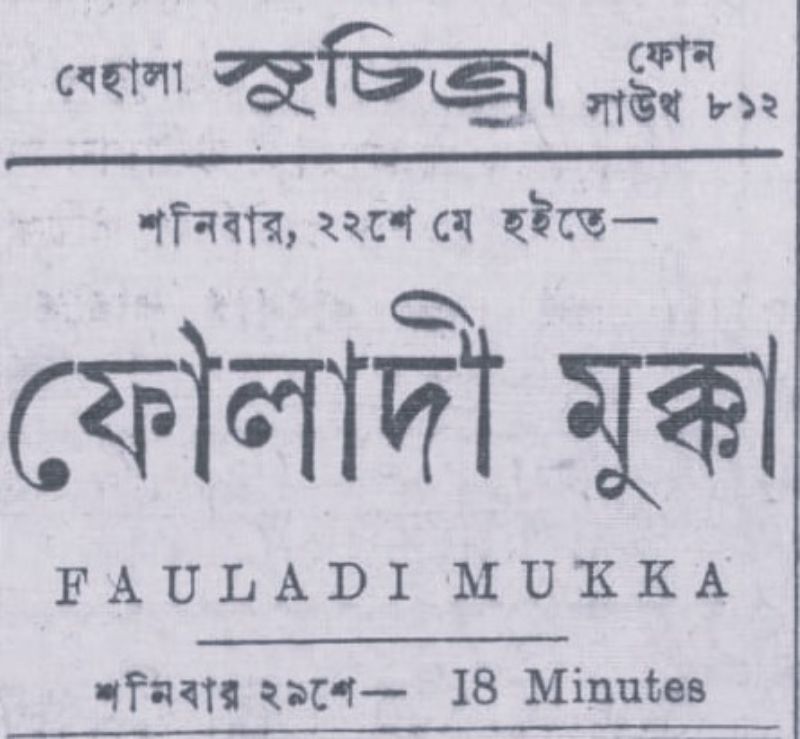 বেহালা সুচিত্রা ফোন
সাউথ ৮১২
শনিবার, ২২শে মে হইতে—
ফৌলাদী মুক্কা
FAULADI MUKKA
শনিবার ২৯শে— 18 Minutes